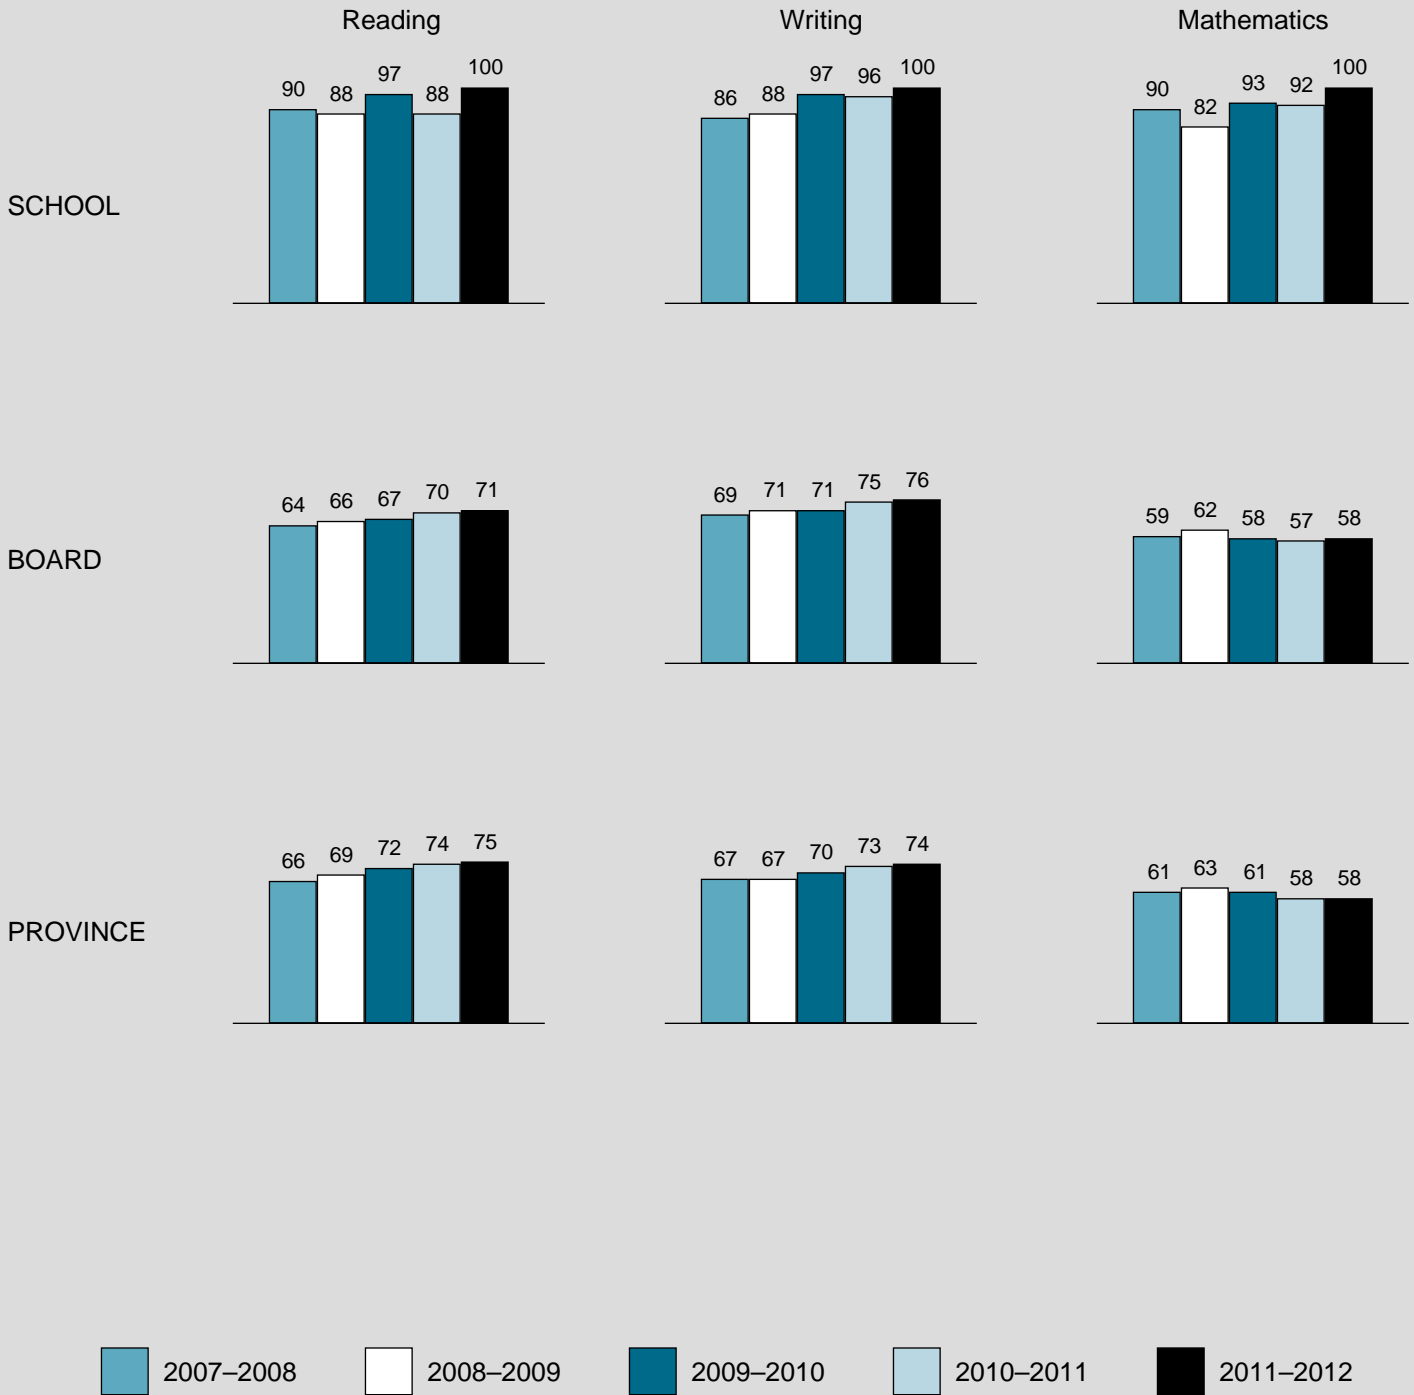 Reading Writing Mathematics
90 88 97 88 100 86 88 97 96 100 90 82 93 92 100
SCHOOL
64 66 67 70 71 69 71 71 75 76 59 62 58 57 58
BOARD
66 69 72 74 75 67 67 70 73 74 61 63 61 58 58
PROVINCE
2007–2008 2008–2009 2009–2010 2010–2011 2011–2012